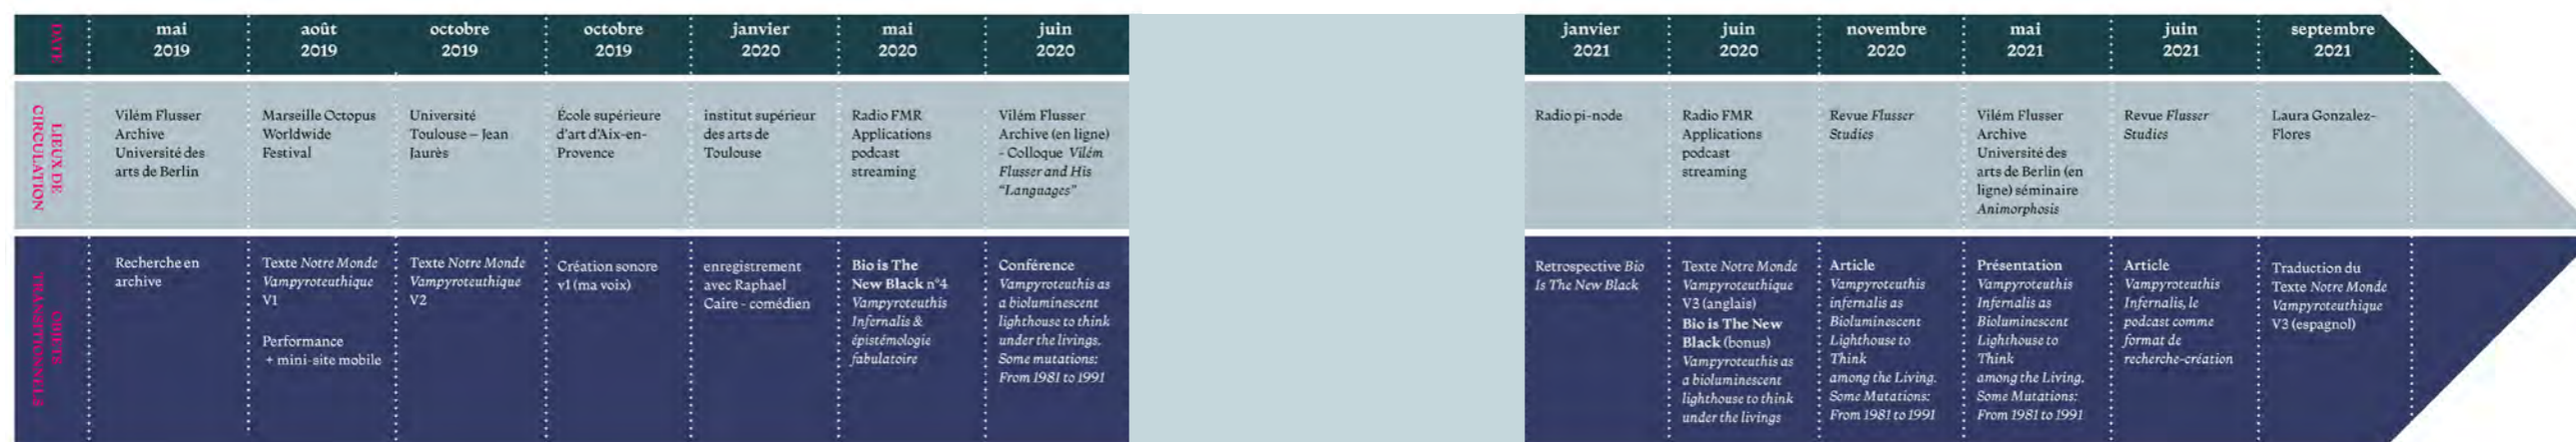 DATE
mai
2019
août
2019
octobre
2019
octobre
2019
janvier
2020
mai
2020
juin
2020
janvier
2021
juin
2020
novembre
2020
mai
2021
juin
2021
septembre
2021
LIEUX DE
CIRCULATION
Vilém Flusser
Archive
Université des
arts de Berlin
Marseille Octopus
Worldwide
Festival
Université
Toulouse – Jean
Jaurès
École supérieure
d'art d'Aix-en-
Provence
institut supérieur
des arts de
Toulouse
Radio FMR
Applications
podcast
streaming
Vilém Flusser
Archive (en ligne)
- Colloque Vilém
Flusser and His
"Languages"
Radio pi-node
Radio FMR
Applications
podcast
streaming
Revue Flusser
Studies
Vilém Flusser
Archive
Université des
arts de Berlin (en
ligne) séminaire
Animorphosis
Revue Flusser
Studies
Laura Gonzalez-
Flores
OBJETS
TRANSITIONNELS
Recherche en
archive
Texte Notre Monde
Vampyroteuthique
V1
Performance
+ mini-site mobile
Texte Notre Monde
Vampyroteuthique
V2
Création sonore
v1 (ma voix)
enregistrement
avec Raphael
Caire - comédien
Bio is The
New Black n°4
Vampyroteuthis
Infernalis &
épistémologie
fabulatoire
Conférence
Vampyroteuthis as
a bioluminescent
lighthouse to think
under the livings.
Some mutations:
From 1981 to 1991
Retrospective Bio
Is The New Black
Texte Notre Monde
Vampyroteuthique
V3 (anglais)
Bio is The New
Black (bonus)
Vampyroteuthis as
a bioluminescent
lighthouse to think
under the livings
Article
Vampyroteuthis
infernalis as
Bioluminescent
Lighthouse to
Think
among the Living.
Some Mutations:
From 1981 to 1991
Présentation
Vampyroteuthis
Infernalis as
Bioluminescent
Lighthouse to
Think
among the Living.
Some Mutations:
From 1981 to 1991
Article
Vampyroteuthis
Infernalis, le
podcast comme
format de
recherche-création
Traduction du
Texte Notre Monde
Vampyroteuthique
V3 (espagnol)